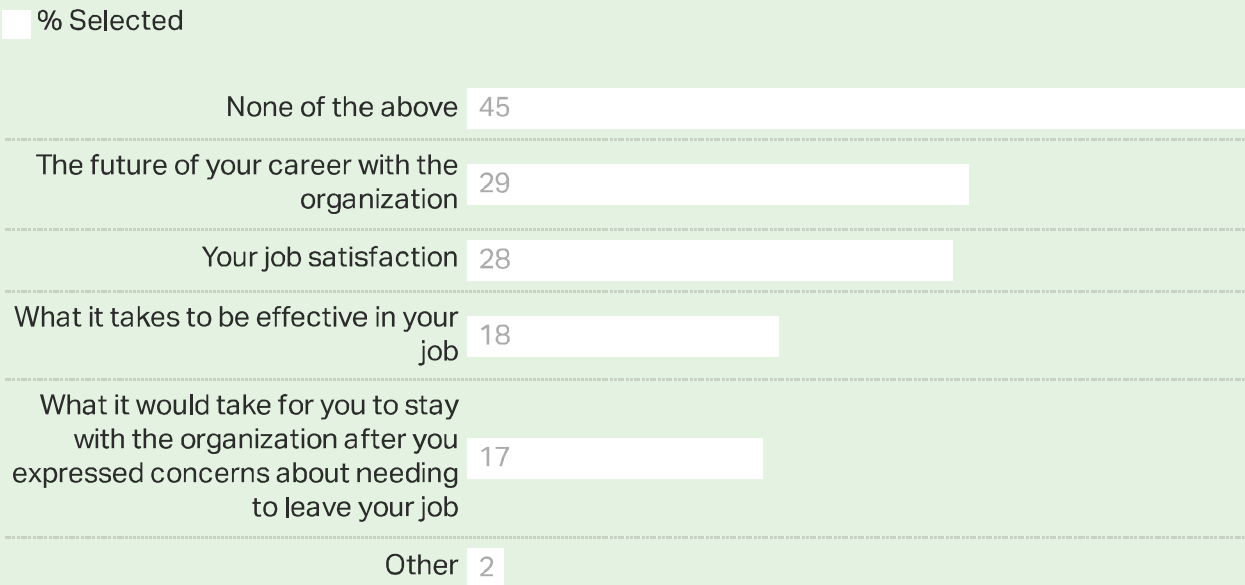 % Selected
None of the above 45
The future of your career with the
organization 29
Your job satisfaction 28
What it takes to be effective in your
job 18
What it would take for you to stay
with the organization after you
expressed concerns about needing
to leave your job 17
Other 2